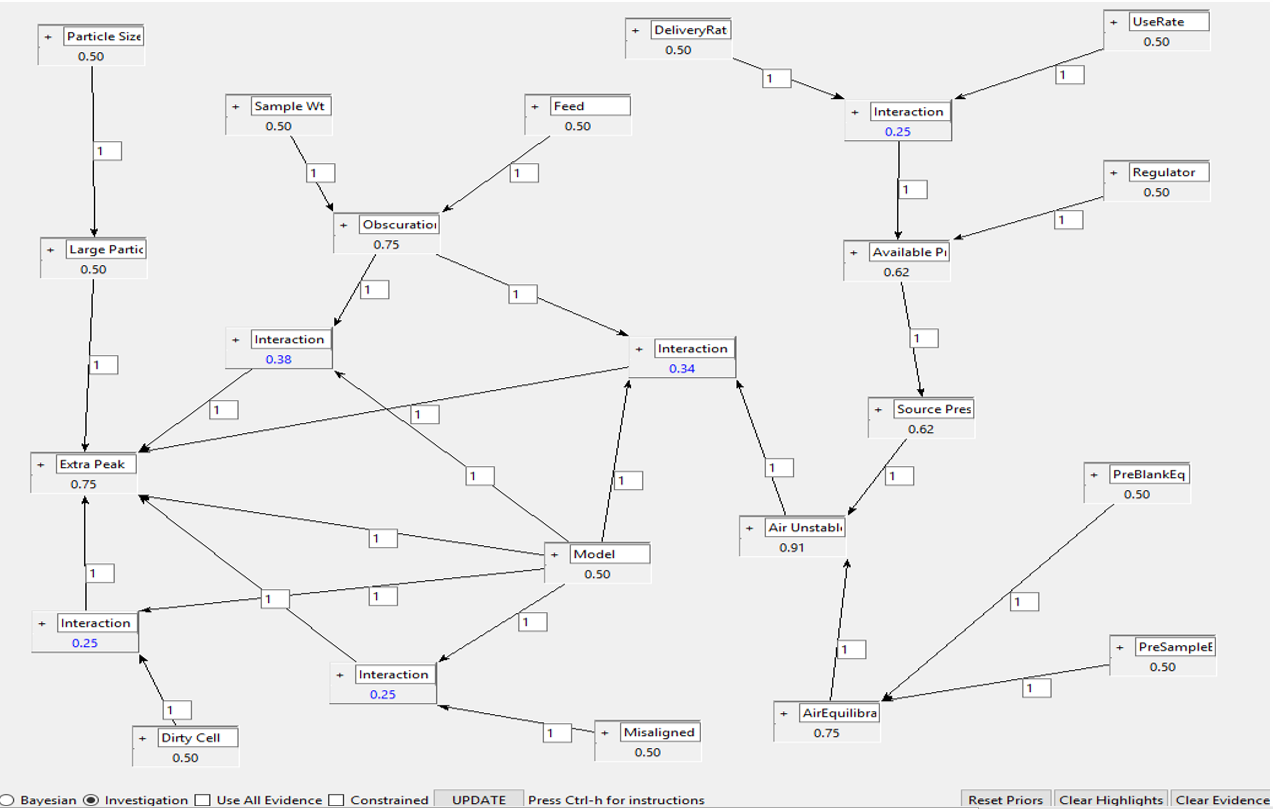 Particle Size
0.50
+ DeliveryRat
0.50
+ UseRate
0.50
+ Sample Wt
0.50
+ Feed
0.50
+ Interaction
0.25
1
1
1
1
1
1
+ Regulator
0.50
1
+ Obscuration
0.75
1
+ Large Partic
0.50
+ Available Pr
0.62
1
1
1
+ Interaction
0.38
+ Interaction
0.34
1
1
1
+ Source Pres
0.62
+ Extra Peak
0.75
1
1
1
1
+ PreBlankEq
0.50
+ Air Unstable
0.91
1
+ Model
0.50
1
1
1
1
+ Interaction
0.25
1
1
+ PreSampleE
0.50
+ Interaction
0.25
1
1
+ AirEquilibra
0.75
+ Dirty Cell
0.50
1
+ Misaligned
0.50
Bayesian Investigation Use All Evidence Constrained UPDATE Press Ctrl-h for instructions Reset Priors Clear Highlights Clear Evidence